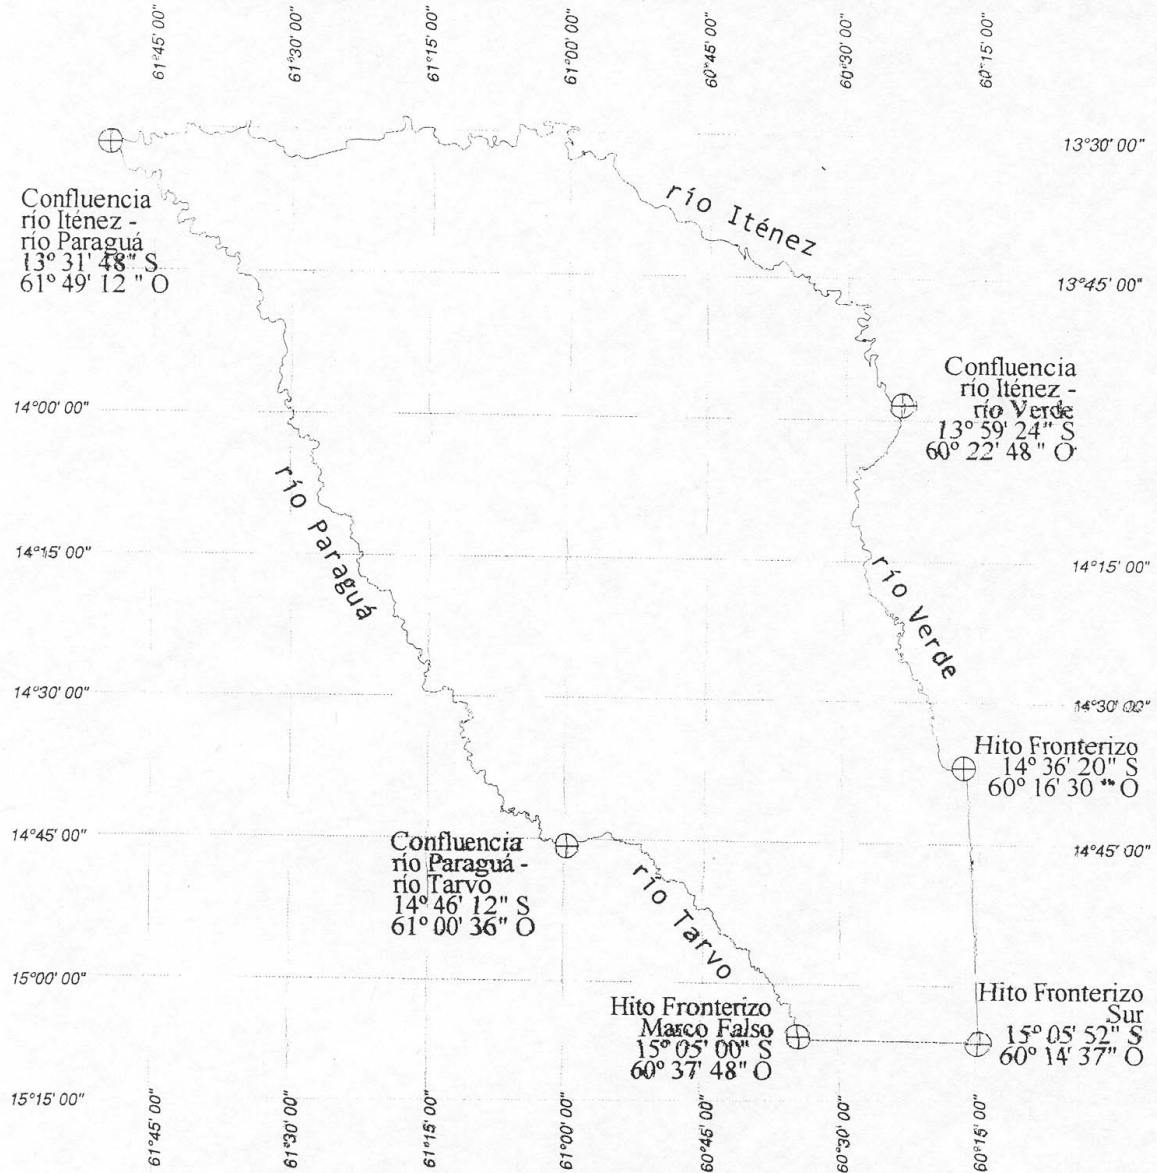 61°45' 00"
61°30' 00"
61°15' 00"
61°00' 00"
60°45' 00"
60°30' 00"
60°15' 00"
13°30' 00"
Confluencia
río Iténez -
río Paraguá
13° 31' 48" S
61° 49' 12 " O
río Iténez
13°45' 00"
Confluencia
río Iténez -
río Verde
13° 59' 24" S
60° 22' 48 " O
14°00' 00"
río Paraguá
14°15' 00"
14°15' 00"
río Verde
14°30' 00"
14°30' 00"
Hito Fronterizo
14° 36' 20" S
60° 16' 30 " O
14°45' 00"
14°45' 00"
Confluencia
río Paraguá -
río Tarvo
14° 46' 12" S
61° 00' 36" O
río Tarvo
15°00' 00"
Hito Fronterizo
Marco Falso
15° 05' 00" S
60° 37' 48" O
Hito Fronterizo
Sur
15° 05' 52" S
60° 14' 37" O
15°15' 00"
61°45' 00"
61°30' 00"
61°15' 00"
61°00' 00"
60°45' 00"
60°30' 00"
60°15' 00"